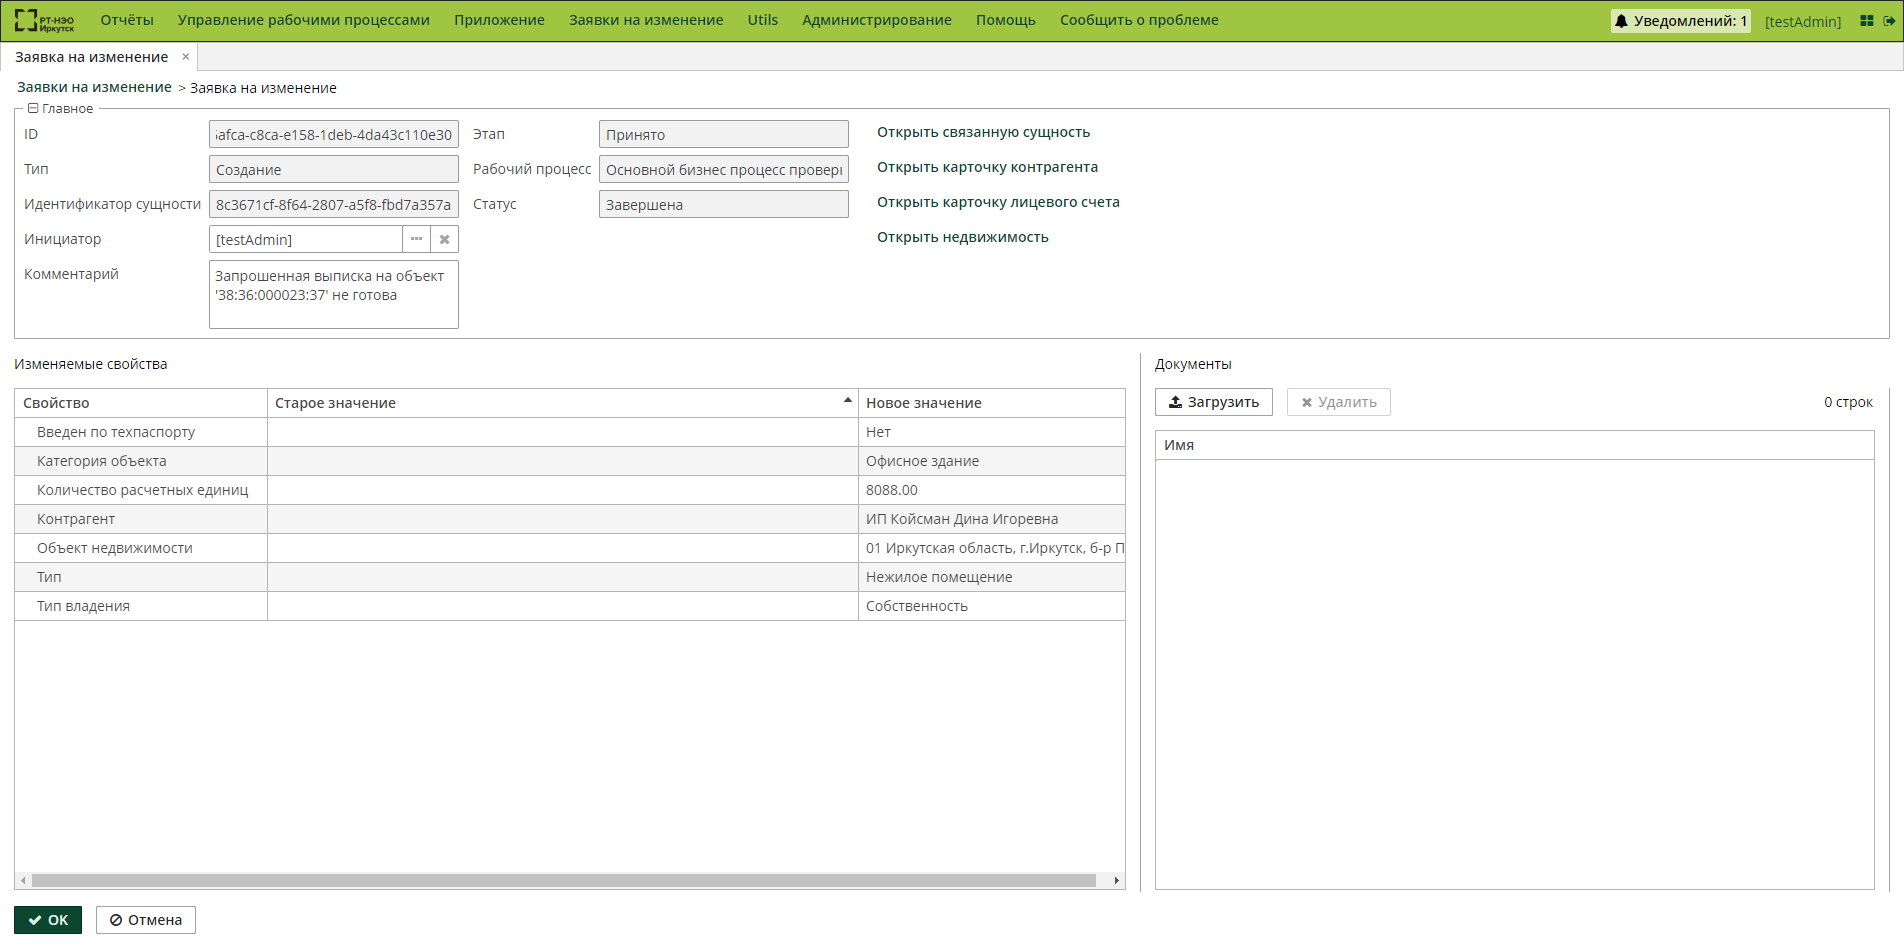 РТ-НЭО
Иркутск
Отчёты Управление рабочими процессами Приложение Заявки на изменение Utils Администрирование Помощь Сообщить о проблеме Уведомлений: 1 [testAdmin]
Заявка на изменение ×
Заявки на изменение > Заявка на изменение
Главное
ID afca-c8ca-e158-1deb-4da43c110e30 Этап Принято Открыть связанную сущность
Тип Создание Рабочий процесс Основной бизнес процесс Открыть карточку контрагента
Идентификатор сущности 8c3671cf-8f64-2807-a5f8-fbd7a357a Статус Завершена Открыть карточку лицевого счета
Инициатор [testAdmin] Открыть недвижимость
Комментарий Запрошенная выписка на объект
'38:36:000023:37' не готова
Изменяемые свойства
Свойство Старое значение Новое значение
Введен по техпаспорту Нет
Категория объекта Офисное здание
Количество расчетных единиц 8088.00
Контрагент ИП Койсман Дина Игоревна
Объект недвижимости 01 Иркутская область, г.Иркутск, б-р П
Тип Нежилое помещение
Тип владения Собственность
Документы
Загрузить Удалить 0 строк
Имя
OK Отмена